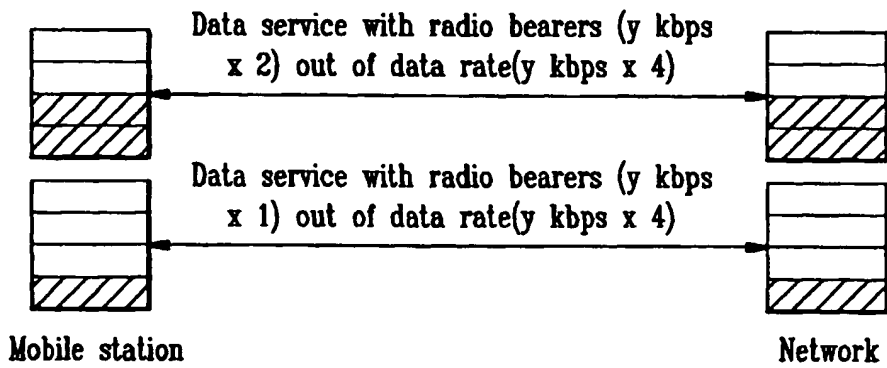 Data service with radio bearers (y kbps
x 2) out of data rate(y kbps x 4)
Data service with radio bearers (y kbps
x 1) out of data rate(y kbps x 4)
Mobile station
Network